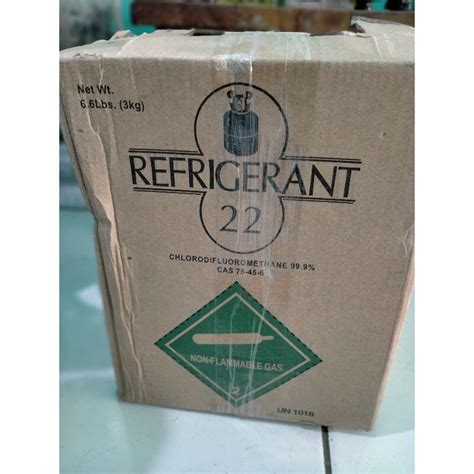 Net Wt.
6.6Lbs. (3kg)
REFRIGERANT
22
CHLORODIFLUOROMETHANE 99.9%
CAS 75-45-6
NON-FLAMMABLE GAS
2
UN 1018